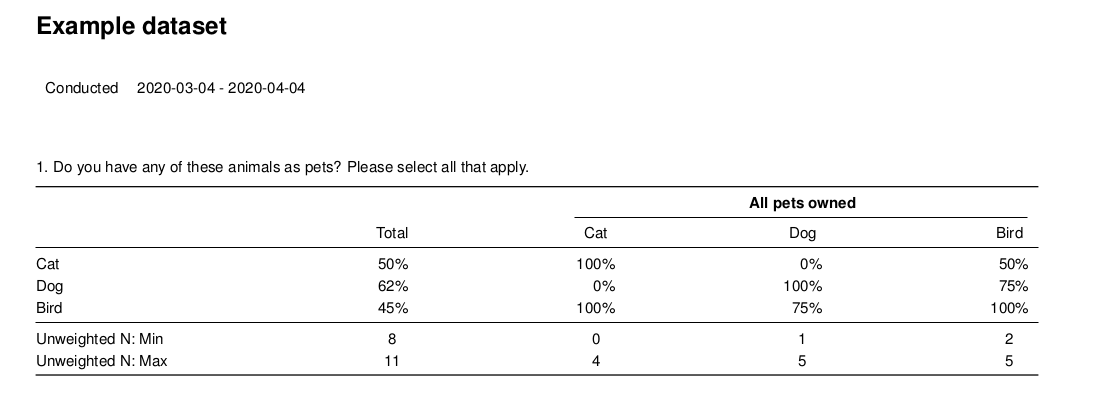 Example dataset
Conducted 2020-03-04 - 2020-04-04
1. Do you have any of these animals as pets? Please select all that apply.
All pets owned
Total Cat Dog Bird
Cat 50% 100% 0% 50%
Dog 62% 0% 100% 75%
Bird 45% 100% 75% 100%
Unweighted N: Min 8 0 1 2
Unweighted N: Max 11 4 5 5